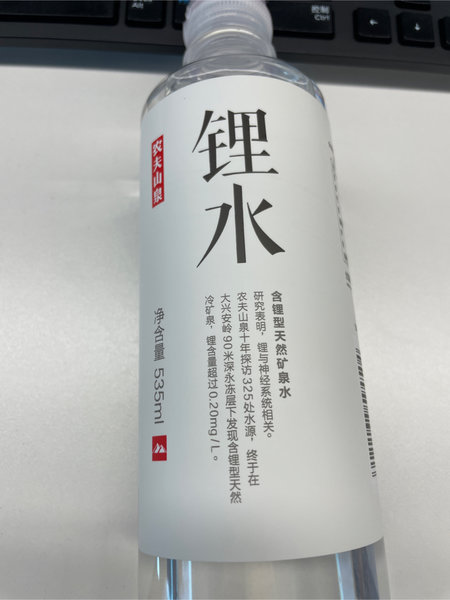 控制
Ctrl
Alt
农夫山泉
锂水
含锂型天然矿泉水
研究表明，锂与神经系统相关。
农夫山泉十年探访325处水源，终于在
大兴安岭90米深永冻层下发现含锂型天然
冷矿泉，锂含量超过0.20mg/L。
净含量 535ml